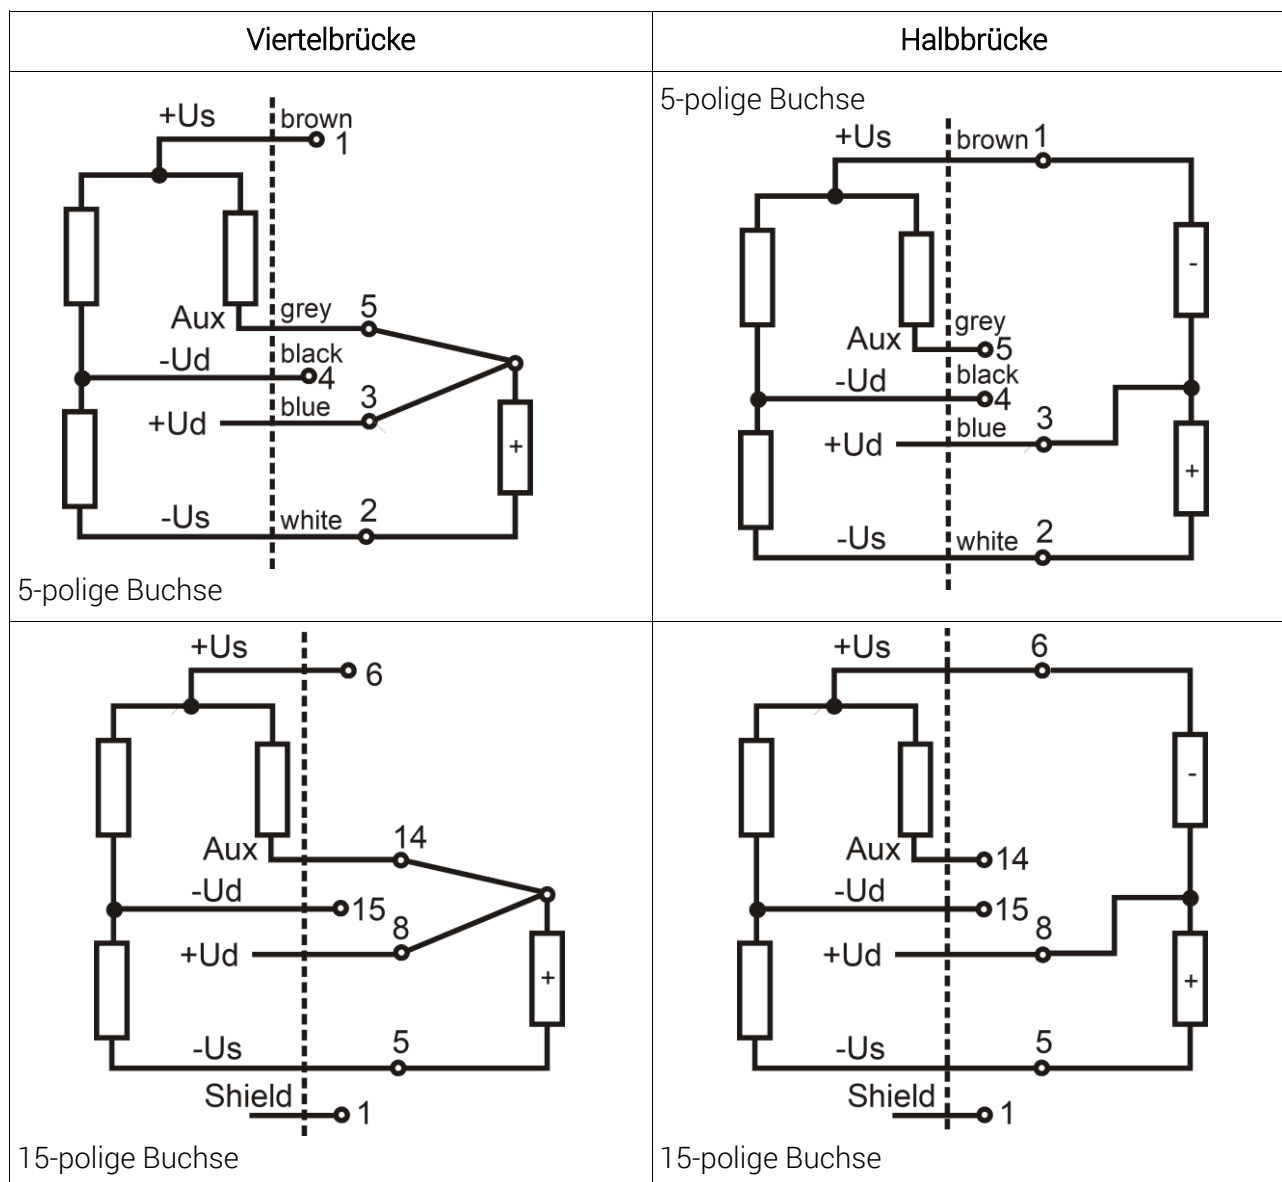 Viertelbrücke
Halbbrücke
+Us
brown
1
Aux
grey
5
-Ud
black
4
+Ud
blue
3
+
-Us
white
2
5-polige Buchse
5-polige Buchse
+Us
brown 1
-
Aux
grey
5
-Ud
black
4
+Ud
blue
3
+
-Us
white
2
+Us
6
Aux
14
-Ud
15
+Ud
8
+
-Us
5
Shield
1
15-polige Buchse
+Us
6
-
Aux
14
-Ud
15
+Ud
8
+
-Us
5
Shield
1
15-polige Buchse